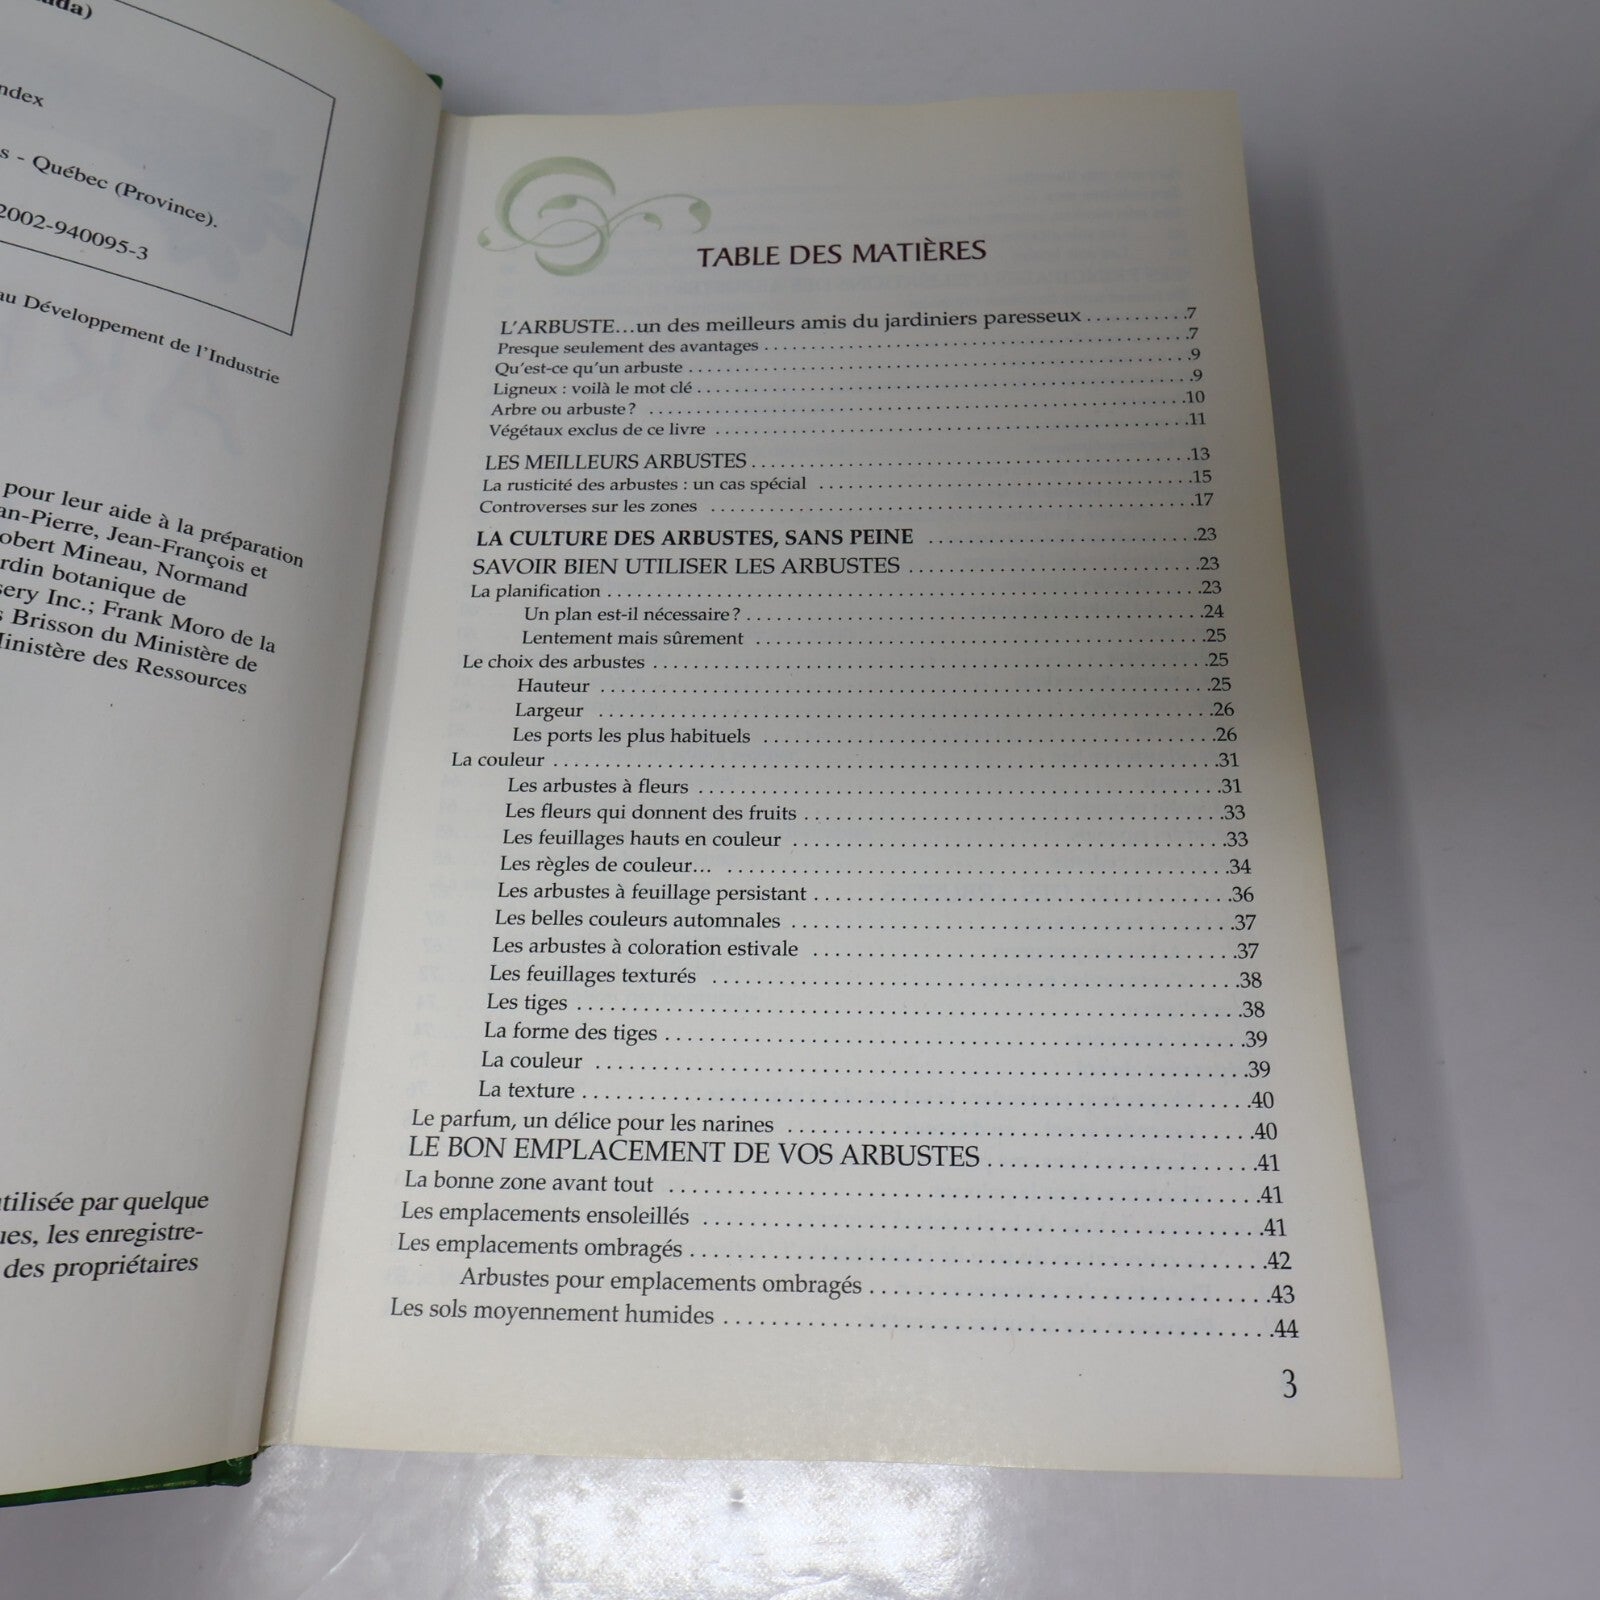 ada)
ndex
s - Québec (Province).
2002-940095-3
au Développement de l'Industrie
pour leur aide à la préparation
an-Pierre, Jean-François et
obert Mineau, Normand
rdin botanique de
sery Inc.; Frank Moro de la
s Brisson du Ministère de
Ministère des Ressources
utilisée par quelque
ues, les enregistre-
des propriétaires
TABLE DES MATIÈRES
L'ARBUSTE...un des meilleurs amis du jardiniers paresseux ...........7
Presque seulement des avantages ...........7
Qu'est-ce qu'un arbuste ...........9
Ligneux : voilà le mot clé ...........9
Arbre ou arbuste ? ...........10
Végétaux exclus de ce livre ...........11
LES MEILLEURS ARBUSTES ...........13
La rusticité des arbustes : un cas spécial ...........15
Controverses sur les zones ...........17
LA CULTURE DES ARBUSTES, SANS PEINE ...........23
SAVOIR BIEN UTILISER LES ARBUSTES ...........23
La planification ...........23
Un plan est-il nécessaire ? ...........24
Lentement mais sûrement ...........25
Le choix des arbustes ...........25
Hauteur ...........25
Largeur ...........26
Les ports les plus habituels ...........26
La couleur ...........31
Les arbustes à fleurs ...........31
Les fleurs qui donnent des fruits ...........33
Les feuillages hauts en couleur ...........33
Les règles de couleur... ...........34
Les arbustes à feuillage persistant ...........36
Les belles couleurs automnales ...........37
Les arbustes à coloration estivale ...........37
Les feuillages texturés ...........38
Les tiges ...........38
La forme des tiges ...........39
La couleur ...........39
La texture ...........40
Le parfum, un délice pour les narines ...........40
LE BON EMPLACEMENT DE VOS ARBUSTES ...........41
La bonne zone avant tout ...........41
Les emplacements ensoleillés ...........41
Les emplacements ombragés ...........42
Arbustes pour emplacements ombragés ...........43
Les sols moyennement humides ...........44
3